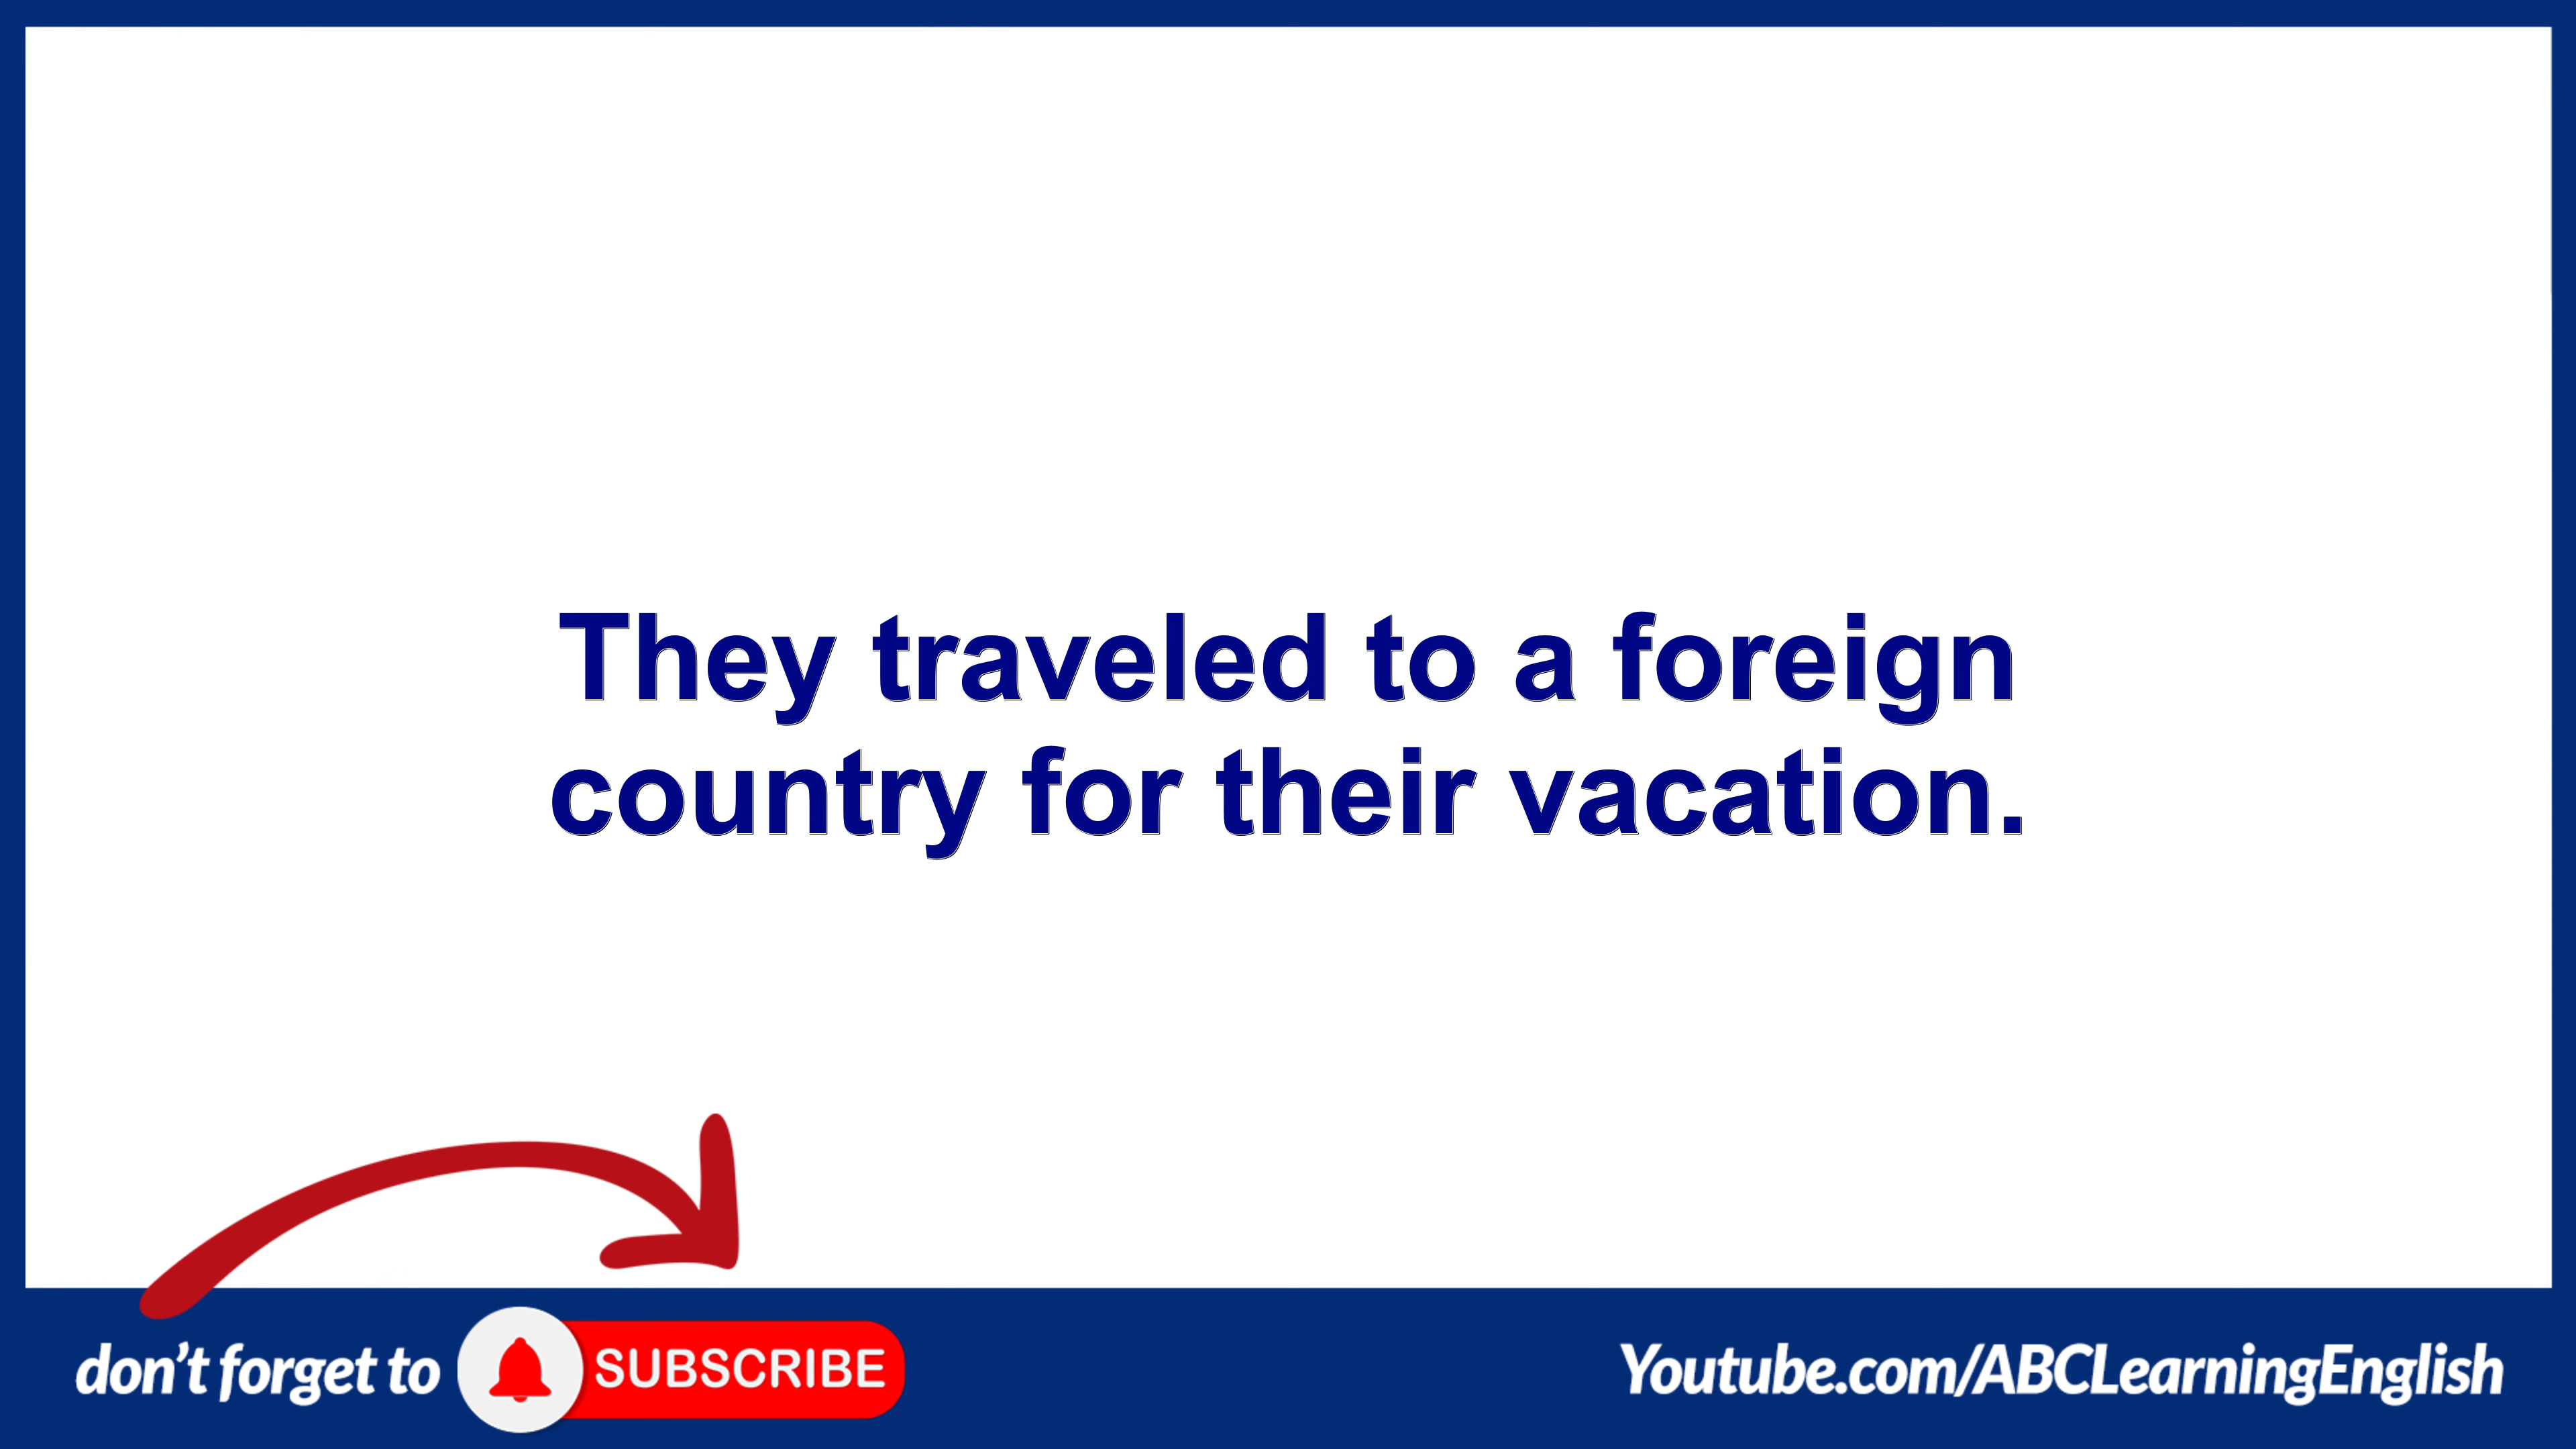 They traveled to a foreign
country for their vacation.
don't forget to SUBSCRIBE
Youtube.com/ABCLearningEnglish